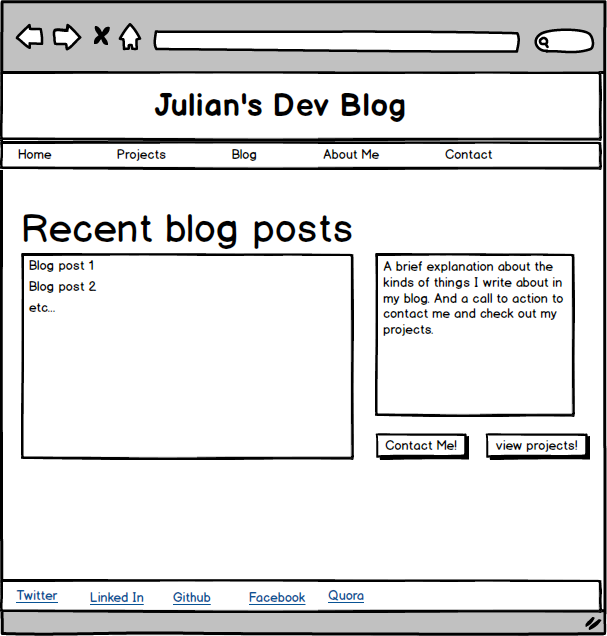 Julian's Dev Blog
Home Projects Blog About Me Contact
Recent blog posts
Blog post 1
Blog post 2
etc...
A brief explanation about the
kinds of things I write about in
my blog. And a call to action to
contact me and check out my
projects.
Contact Me! view projects!
Twitter Linked In Github Facebook Quora